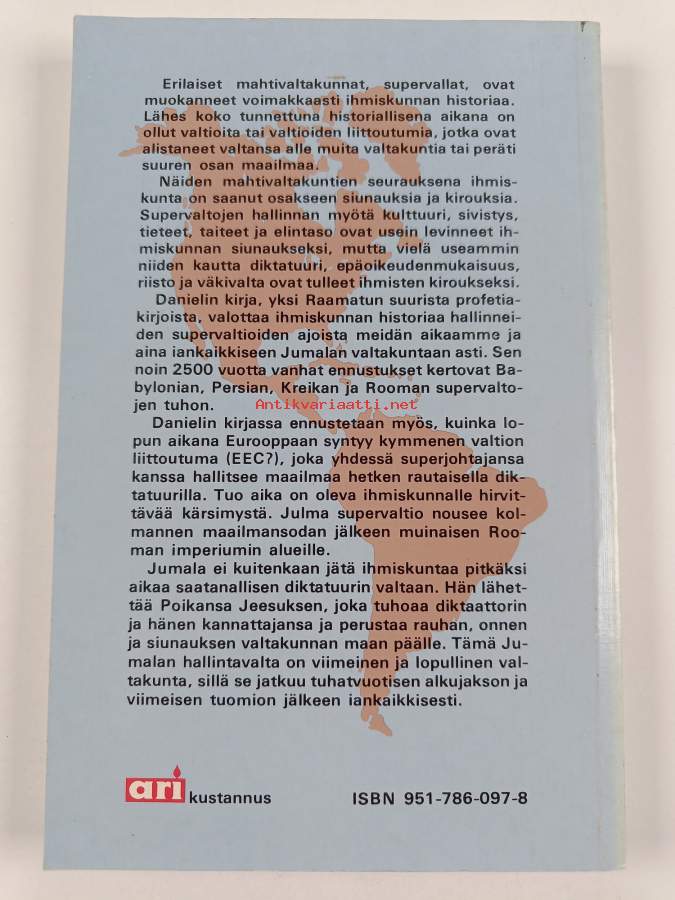 Erilaiset mahtivaltakunnat, supervallat, ovat
muokanneet voimakkaasti ihmiskunnan historiaa.
Lähes koko tunnettuna historiallisena aikana on
ollut valtioita tai valtioiden liittoutumia, jotka ovat
alistaneet valtansa alle muita valtakuntia tai peräti
suuren osan maailmaa.
Näiden mahtivaltakuntien seurauksena ihmis-
kunta on saanut osakseen siunauksia ja kirouksia.
Supervaltojen hallinnan myötä kulttuuri, sivistys,
tieteet, taiteet ja elintaso ovat usein levinneet ih-
miskunnan siunaukseksi, mutta vielä useammin
niiden kautta diktatuuri, epäoikeudenmukaisuus,
riisto ja väkivalta ovat tulleet ihmisten kiroukseksi.
Danielin kirja, yksi Raamatun suurista profetia-
kirjoista, valottaa ihmiskunnan historiaa hallinnei-
den supervaltioiden ajoista meidän aikaamme ja
aina iankaikkiseen Jumalan valtakuntaan asti. Sen
noin 2500 vuotta vanhat ennustukset kertovat Ba-
bylonian, Persian, Kreikan ja Rooman supervalto-
jen tuhon.
Antikvariaatti.net
Danielin kirjassa ennustetaan myös, kuinka lo-
pun aikana Eurooppaan syntyy kymmenen valtion
liittoutuma (EEC?), joka yhdessä superjohtajansa
kanssa hallitsee maailmaa hetken rautaisella dik-
tatuurilla. Tuo aika on oleva ihmiskunnalle hirvit-
tävää kärsimystä. Julma supervaltio nousee kol-
mannen maailmansodan jälkeen muinaisen Roo-
man imperiumin alueille.
Jumala ei kuitenkaan jätä ihmiskuntaa pitkäksi
aikaa saatanallisen diktatuurin valtaan. Hän lähet-
tää Poikansa Jeesuksen, joka tuhoaa diktaattorin
ja hänen kannattajansa ja perustaa rauhan, onnen
ja siunauksen valtakunnan maan päälle. Tämä Ju-
malan hallintavalta on viimeinen ja lopullinen val-
takunta, sillä se jatkuu tuhatvuotisen alkujakson ja
viimeisen tuomion jälkeen iankaikkisesti.
ari kustannus
ISBN 951-786-097-8